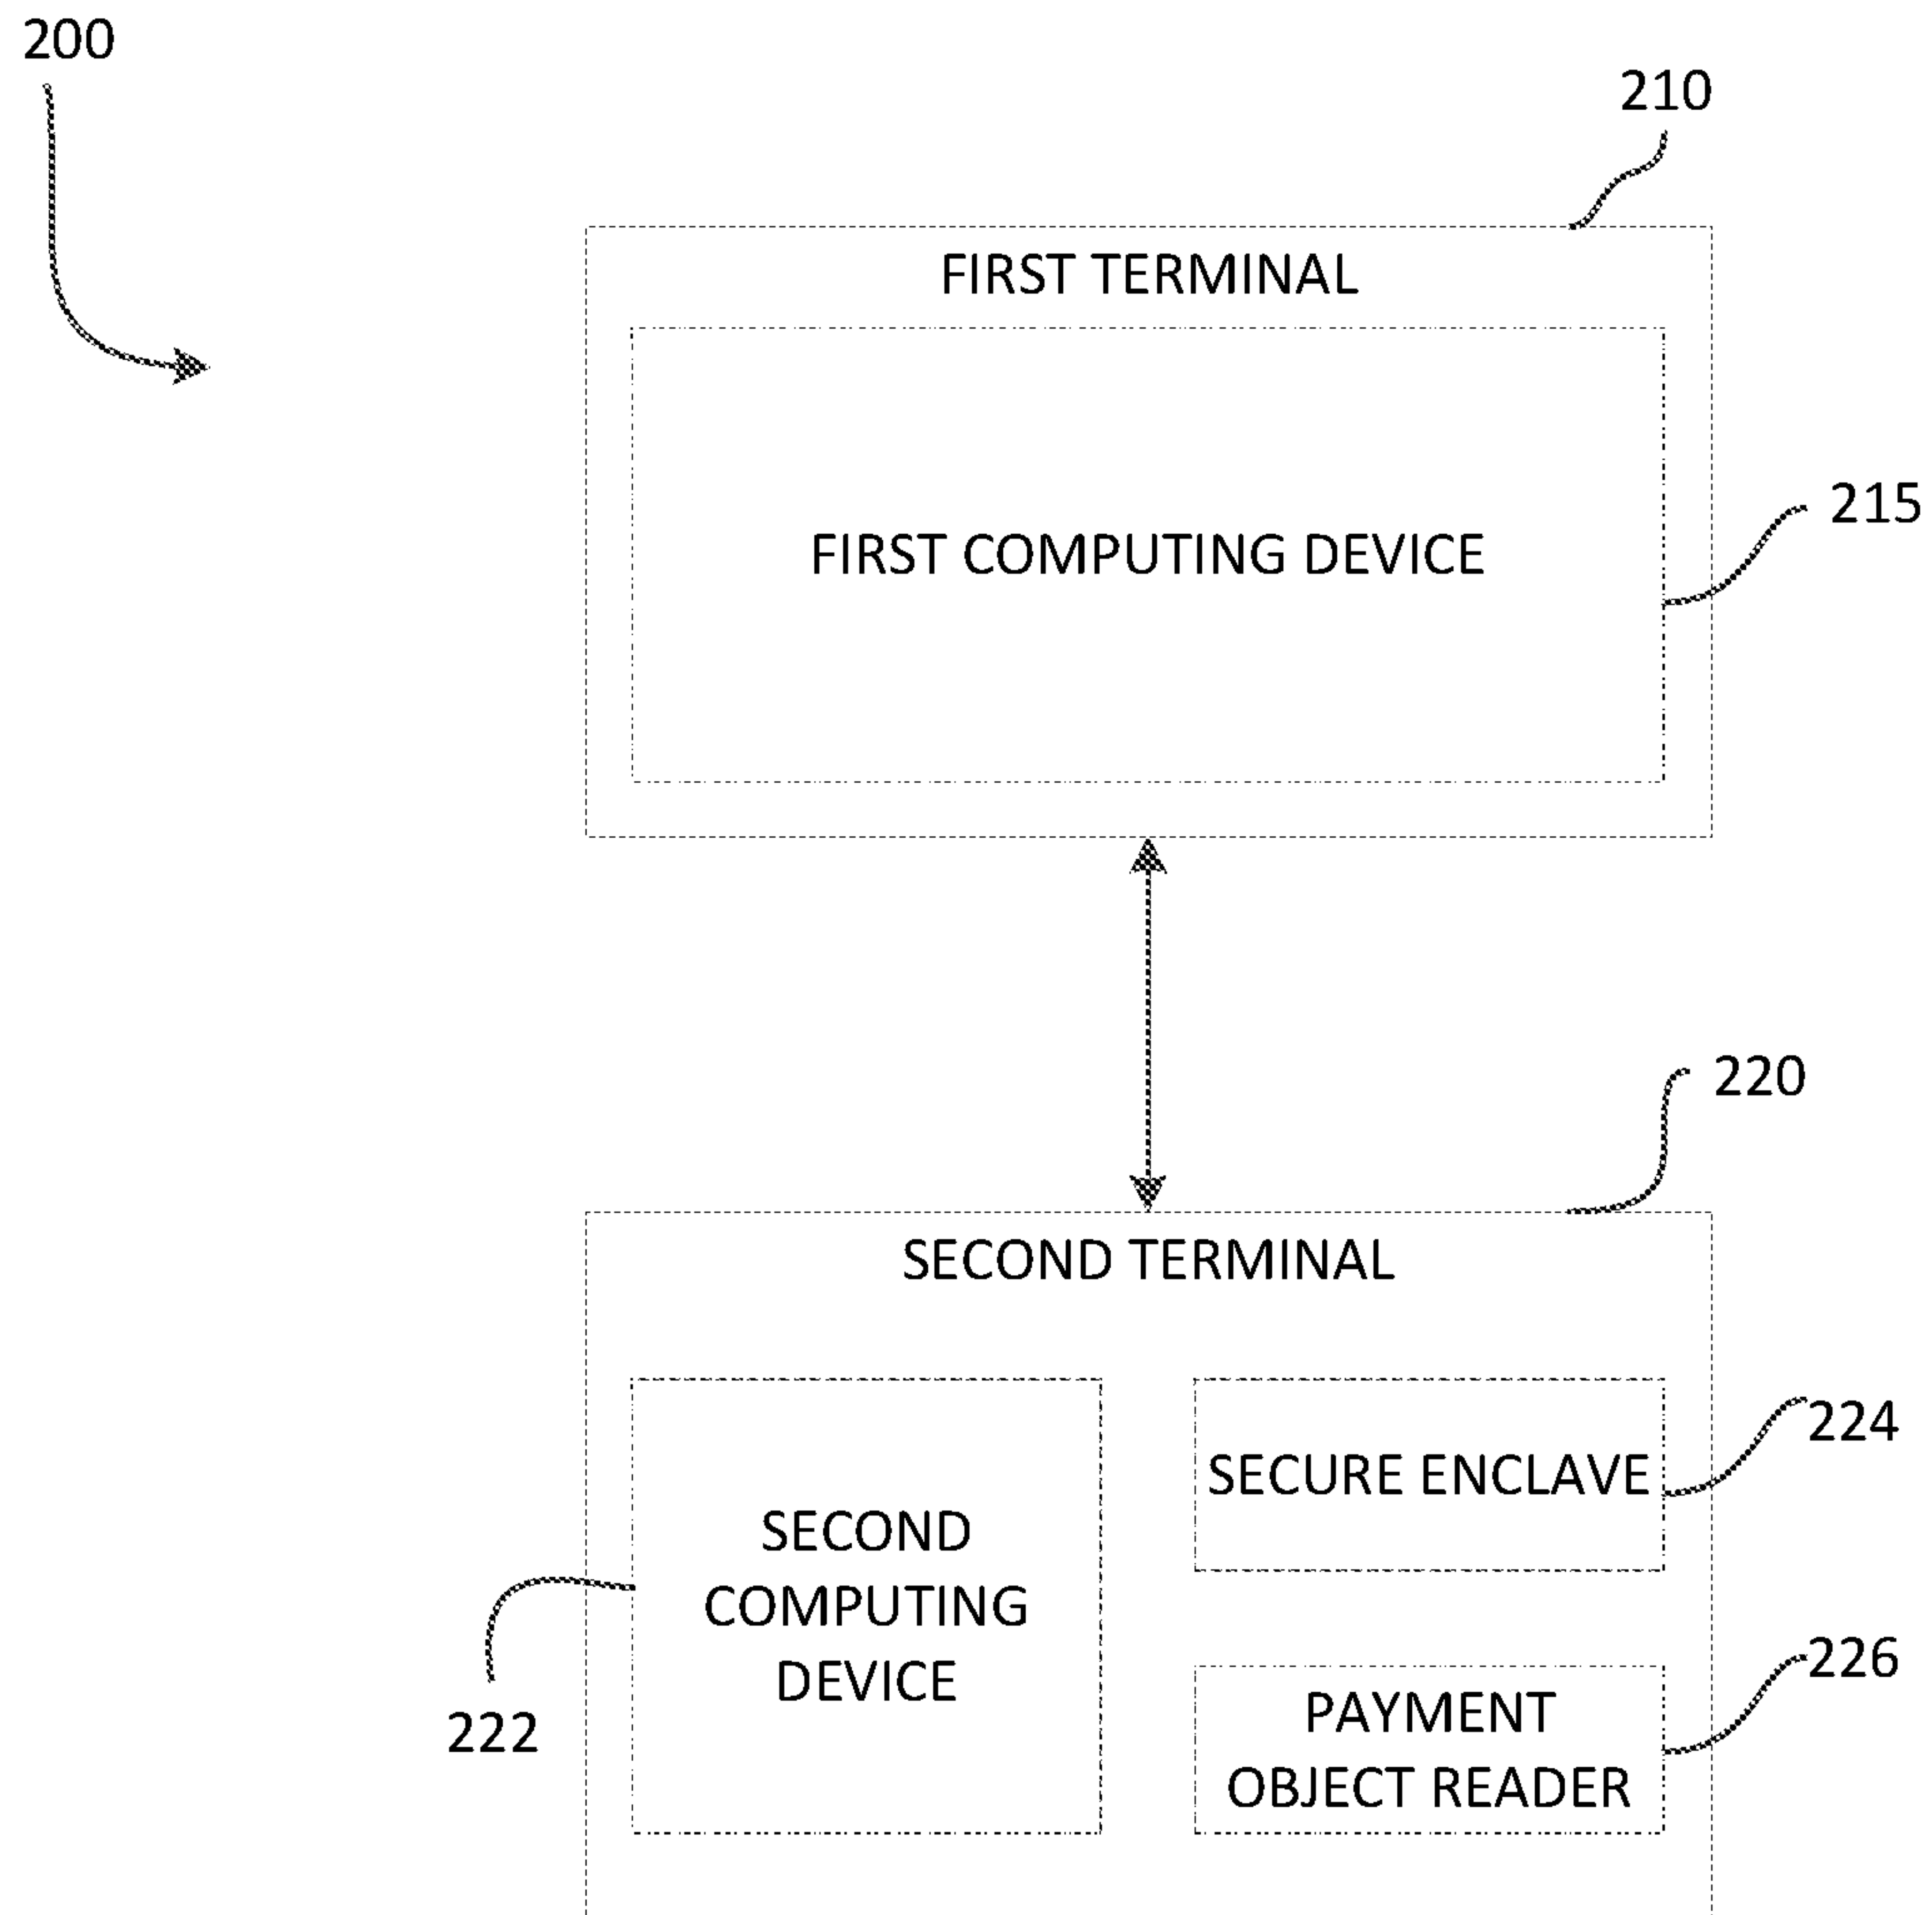 200
210
FIRST TERMINAL
215
FIRST COMPUTING DEVICE
220
SECOND TERMINAL
224
SECURE ENCLAVE
SECOND
COMPUTING
DEVICE
222
226
PAYMENT
OBJECT READER